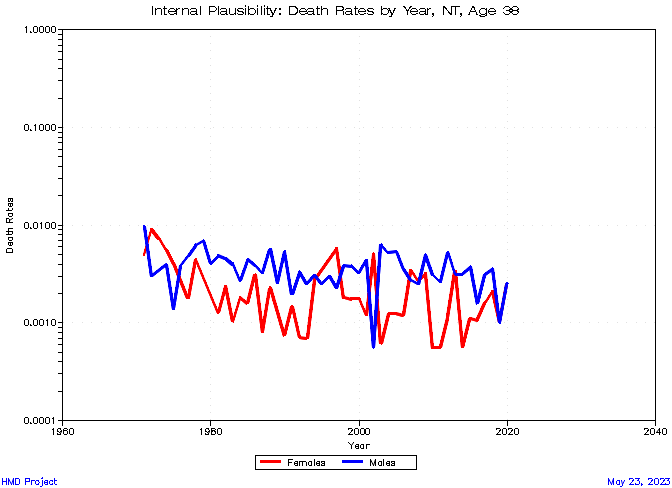 Internal Plausibility: Death Rates by Year, NT, Age 38
1.0000
0.1000
0.0100
0.0010
0.0001
Death Rates
1960 1980 2000 2020 2040
Year
Females Males
HMD Project May 23, 2023